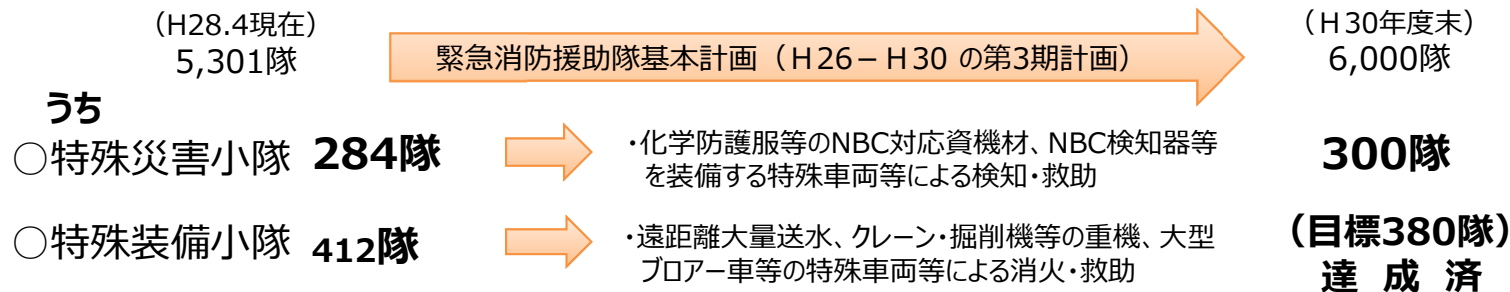 （H28.4現在）
5,301隊
緊急消防援助隊基本計画（Ｈ26－Ｈ30 の第3期計画）
（Ｈ30年度末）
6,000隊
うち
○特殊災害小隊 284隊
・化学防護服等のNBC対応資機材、NBC検知器等
を装備する特殊車両等による検知・救助
300隊
○特殊装備小隊 412隊
・遠距離大量送水、クレーン・掘削機等の重機、大型
ブロアー車等の特殊車両等による消火・救助
（目標380隊）
達 成 済